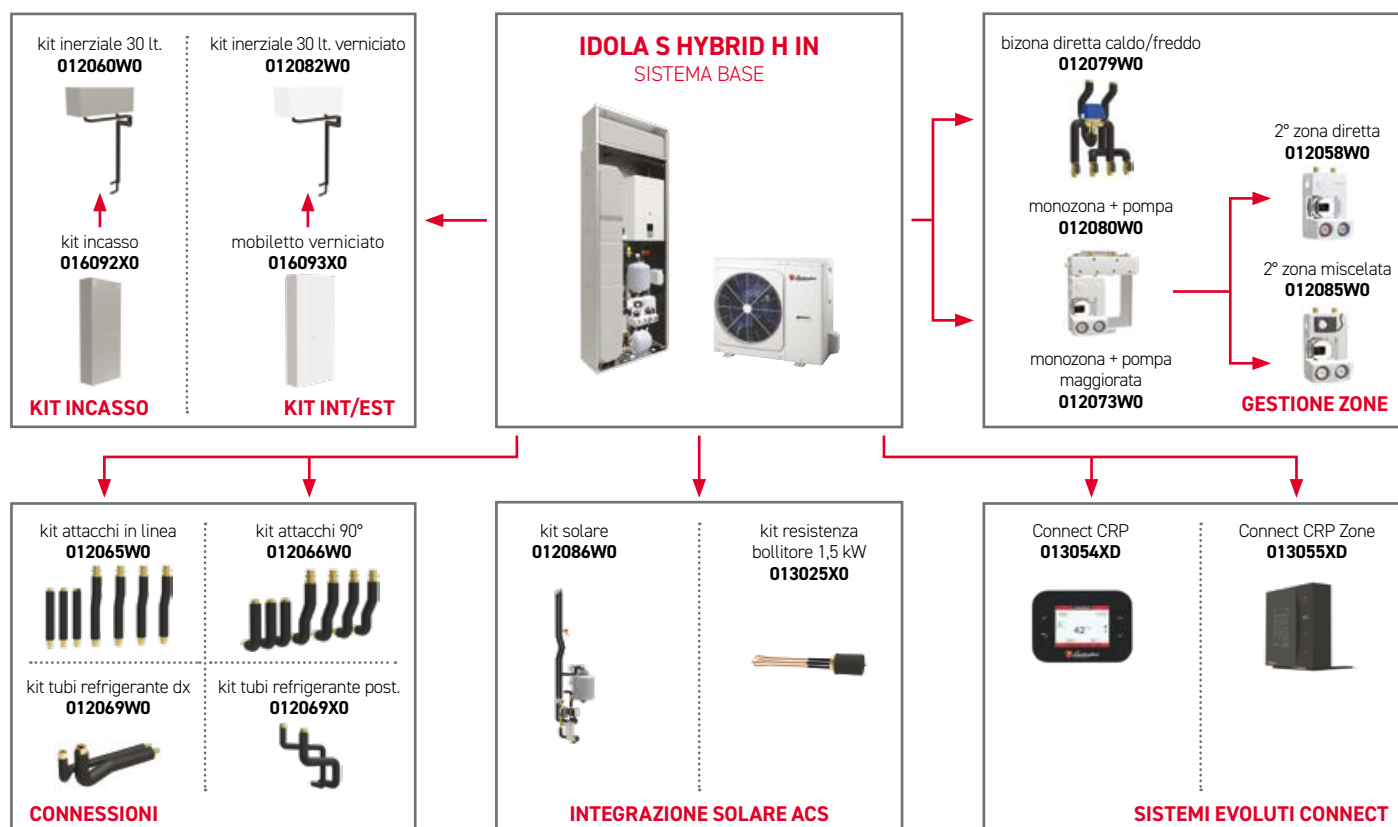 kit inerziale 30 lt.
012060W0
kit incasso
016092X0
KIT INCASSO
kit inerziale 30 lt. verniciato
012082W0
mobiletto verniciato
016093X0
KIT INT/EST
IDOLA S HYBRID H IN
SISTEMA BASE
bizona diretta caldo/freddo
012079W0
monozona + pompa
012080W0
monozona + pompa
maggiorata
012073W0
2° zona diretta
012058W0
2° zona miscelata
012085W0
GESTIONE ZONE
kit attacchi in linea
012065W0
kit attacchi 90°
012066W0
kit tubi refrigerante dx
012069W0
kit tubi refrigerante post.
012069X0
CONNESSIONI
kit solare
012086W0
kit resistenza
bollitore 1,5 kW
013025X0
INTEGRAZIONE SOLARE ACS
Connect CRP
013054XD
42
Connect CRP Zone
013055XD
SISTEMI EVOLUTI CONNECT